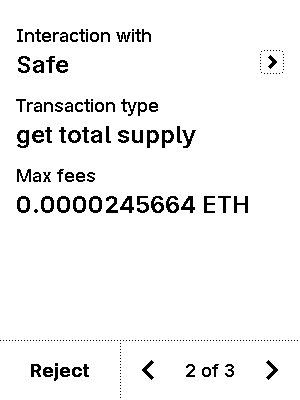 Interaction with
Safe
Transaction type
get total supply
Max fees
0.0000245664 ETH
Reject
2 of 3